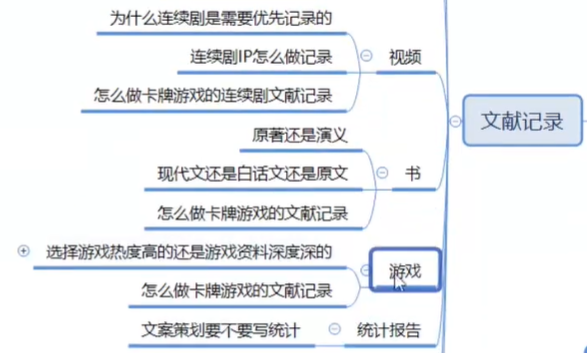 为什么连续剧是需要优先记录的
连续剧IP怎么做记录
视频
怎么做卡牌游戏的连续剧文献记录
文献记录
原著还是演义
现代文还是白话文还是原文
书
怎么做卡牌游戏的文献记录
选择游戏热度高的还是游戏资料深度深的
游戏
怎么做卡牌游戏的文献记录
文案策划要不要写统计
统计报告